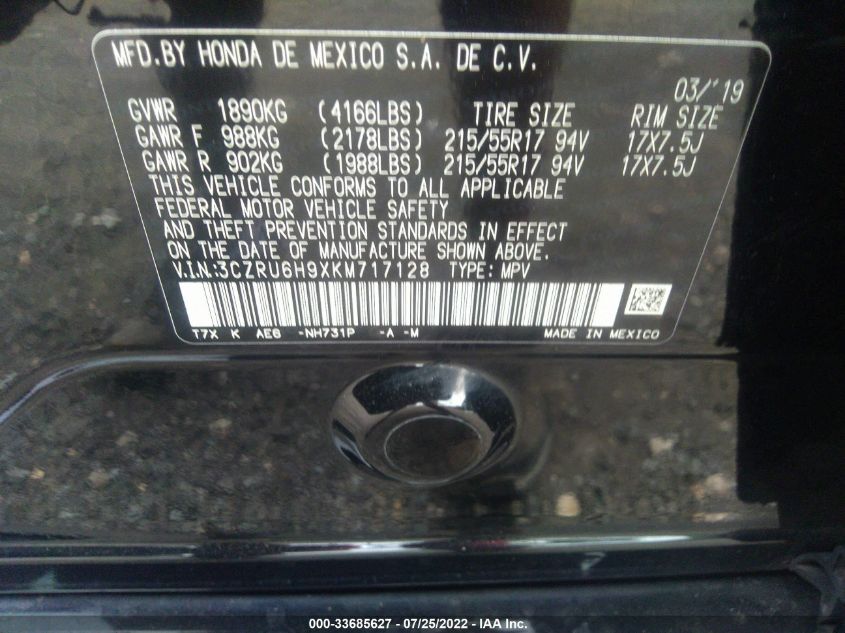 MFD.BY HONDA DE MEXICO S.A. DE C.V.
03/'19
GVWR 1890KG (4166LBS) TIRE SIZE RIM SIZE
GAWR F 988KG (2178LBS) 215/55R17 94V 17X7.5J
GAWR R 902KG (1988LBS) 215/55R17 94V 17X7.5J
THIS VEHICLE CONFORMS TO ALL APPLICABLE
FEDERAL MOTOR VEHICLE SAFETY
AND THEFT PREVENTION STANDARDS IN EFFECT
ON THE DATE OF MANUFACTURE SHOWN ABOVE.
V.I.N.:3CZRU6H9XKM717128 TYPE: MPV
T7X K AE6 -NH731P -A -M MADE IN MEXICO
000-33685627 - 07/25/2022 - IAA Inc.